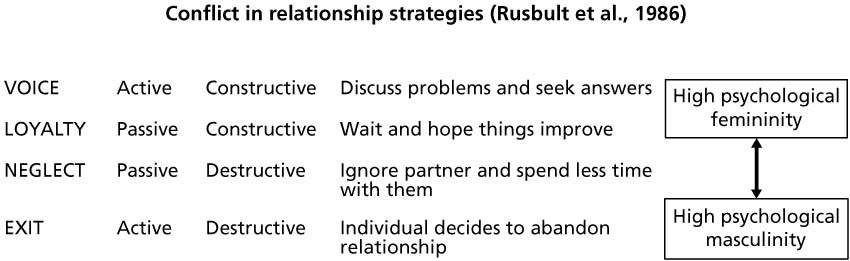 Conflict in relationship strategies (Rusbult et al., 1986)
VOICE Active Constructive Discuss problems and seek answers
LOYALTY Passive Constructive Wait and hope things improve
NEGLECT Passive Destructive Ignore partner and spend less time
with them
EXIT Active Destructive Individual decides to abandon
relationship
High psychological
femininity
High psychological
masculinity